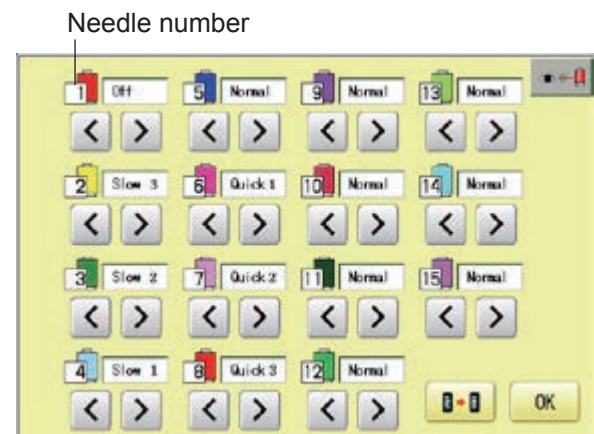 Needle number
1 Off 5 Normal 9 Normal 13 Normal
2 Slow 3 6 Quick 1 10 Normal 14 Normal
3 Slow 2 7 Quick 2 11 Normal 15 Normal
4 Slow 1 8 Quick 3 12 Normal
OK